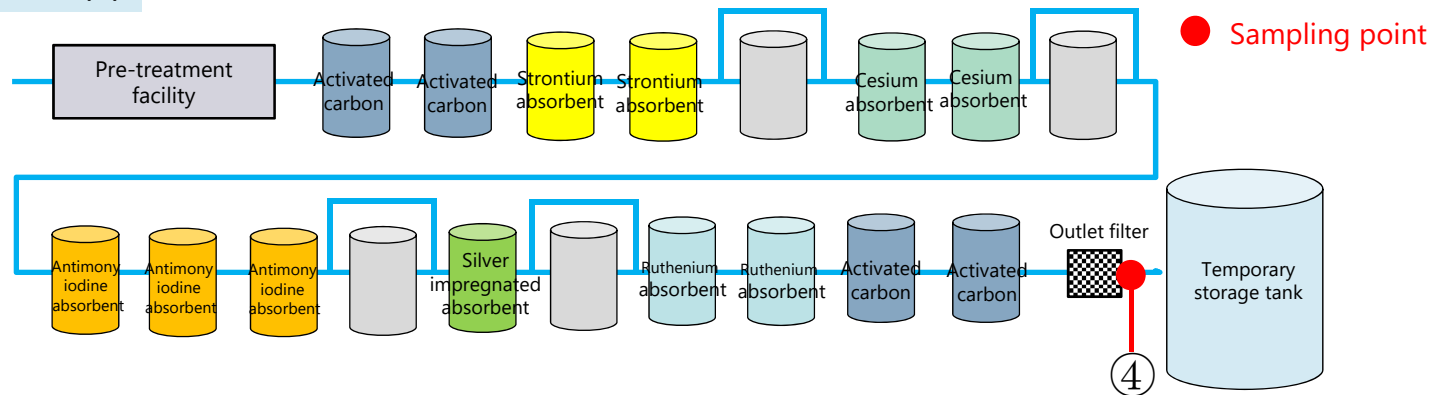 Sampling point
Pre-treatment
facility
Activated
carbon
Activated
carbon
Strontium
absorbent
Strontium
absorbent
Cesium
absorbent
Cesium
absorbent
Antimony
iodine
absorbent
Antimony
iodine
absorbent
Antimony
iodine
absorbent
Silver
impregnated
absorbent
Ruthenium
absorbent
Ruthenium
absorbent
Activated
carbon
Activated
carbon
Outlet filter
Temporary
storage tank
④